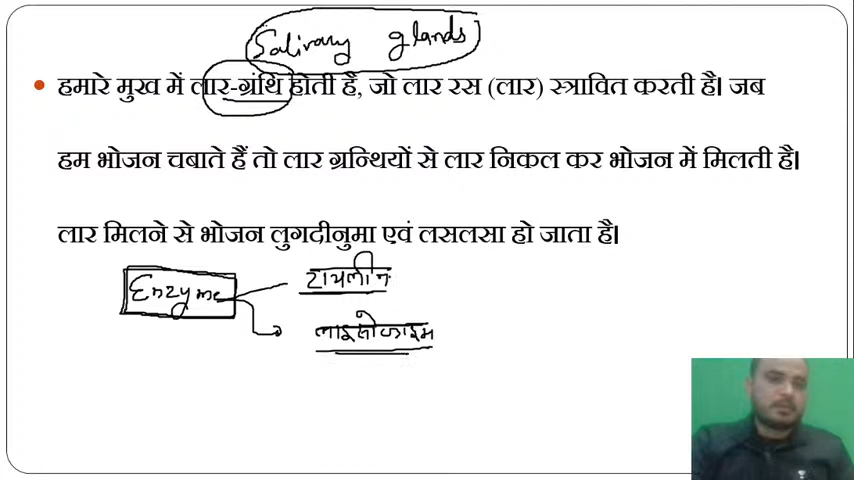 Salivary glands
हमारे मुख में लार-ग्रंथि होती है, जो लार रस (लार) स्त्रावित करती है। जब
हम भोजन चबाते हैं तो लार ग्रन्थियों से लार निकल कर भोजन में मिलती है।
लार मिलने से भोजन लुगदीनुमा एवं लसलसा हो जाता है।
टायलीन
Enzyme
लाइसोजाइम